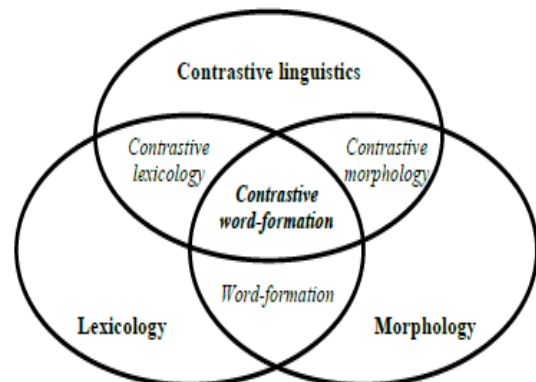 Contrastive linguistics
Contrastive
lexicology
Contrastive
morphology
Contrastive
word-formation
Word-formation
Lexicology
Morphology